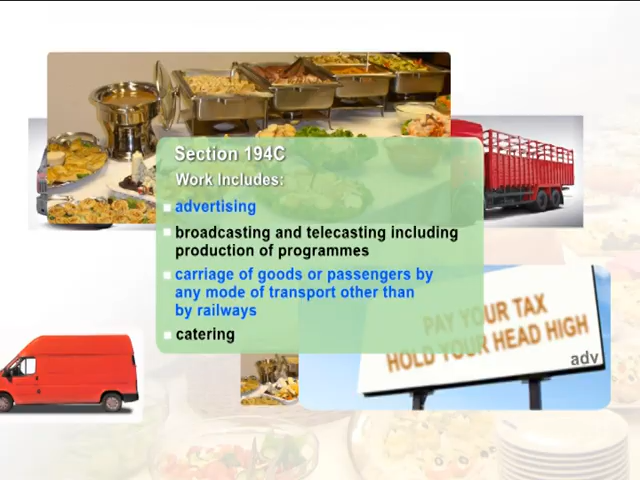 Section 194C
Work Includes:
advertising
broadcasting and telecasting including
production of programmes
carriage of goods or passengers by
any mode of transport other than
by railways
catering
PAY YOUR TAX
HOLD YOUR HEAD HIGH
adv